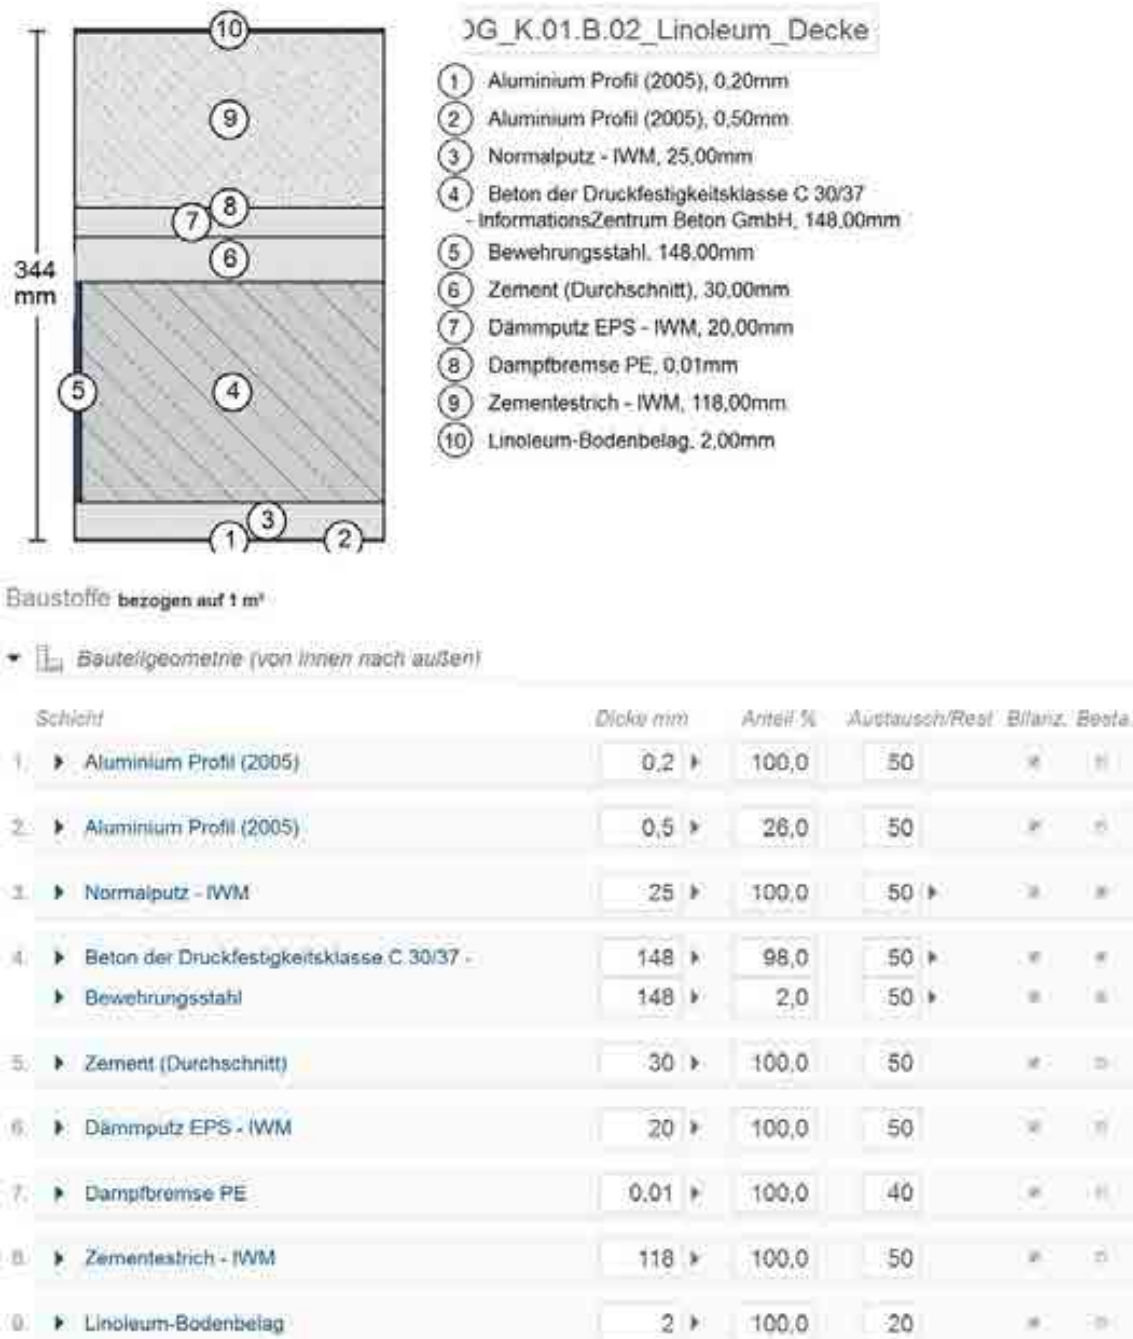 10
9
8
7
6
344
mm
5
4
3
1
2
OG_K.01.B.02_Linoleum_Decke
1 Aluminium Profil (2005), 0,20mm
2 Aluminium Profil (2005), 0,50mm
3 Normalputz - IWM, 25,00mm
4 Beton der Druckfestigkeitsklasse C 30/37
- InformationsZentrum Beton GmbH, 148,00mm
5 Bewehrungsstahl, 148,00mm
6 Zement (Durchschnitt), 30,00mm
7 Dämmputz EPS - IWM, 20,00mm
8 Dampfbremse PE, 0,01mm
9 Zementestrich - IWM, 118,00mm
10 Linoleum-Bodenbelag, 2,00mm
Baustoffe bezogen auf 1 m²
Bauteilgeometrie (von innen nach außen)
Schicht Dicke mm Anteil % Austausch/Rest Bilanz. Besta
1. Aluminium Profil (2005) 0,2 100,0 50
2. Aluminium Profil (2005) 0,5 26,0 50
3. Normalputz - IWM 25 100,0 50
4. Beton der Druckfestigkeitsklasse C 30/37 - 148 98,0 50
Bewehrungsstahl 148 2,0 50
5. Zement (Durchschnitt) 30 100,0 50
6. Dämmputz EPS - IWM 20 100,0 50
7. Dampfbremse PE 0,01 100,0 40
8. Zementestrich - IWM 118 100,0 50
9. Linoleum-Bodenbelag 2 100,0 20